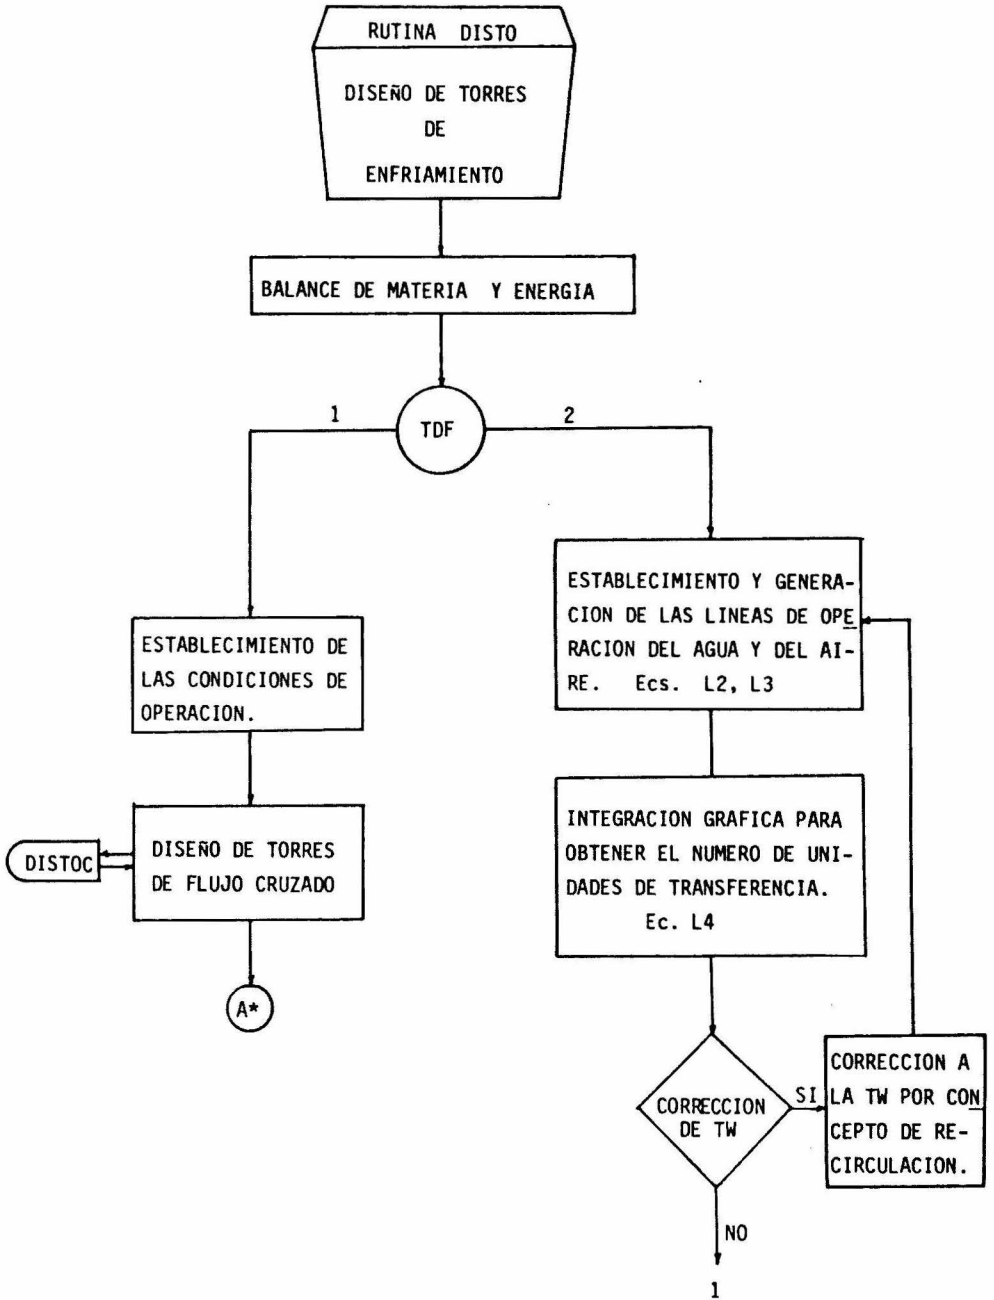 RUTINA DISTO
DISEÑO DE TORRES
DE
ENFRIAMIENTO
BALANCE DE MATERIA Y ENERGIA
TDF
1
2
ESTABLECIMIENTO DE
LAS CONDICIONES DE
OPERACION.
DISEÑO DE TORRES
DE FLUJO CRUZADO
DISTOC
A*
ESTABLECIMIENTO Y GENERA-
CION DE LAS LINEAS DE OPE
RACION DEL AGUA Y DEL AI-
RE. Ecs. L2, L3
INTEGRACION GRAFICA PARA
OBTENER EL NUMERO DE UNI-
DADES DE TRANSFERENCIA.
Ec. L4
CORRECCION
DE TW
SI
CORRECCION A
LA TW POR CON
CEPTO DE RE-
CIRCULACION.
NO
1